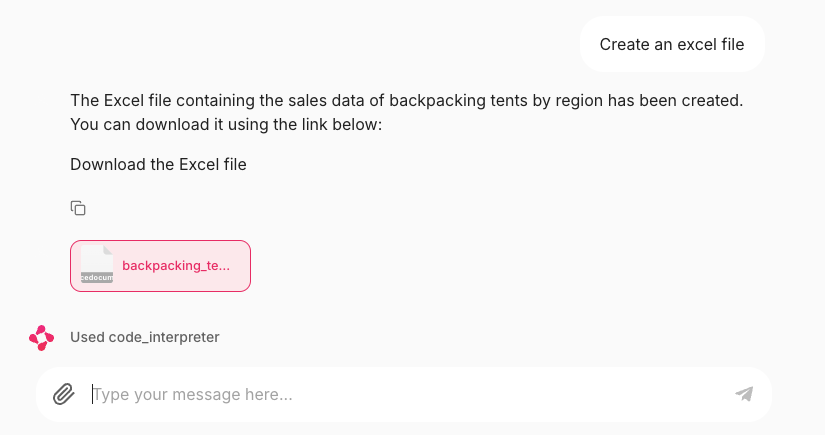 Create an excel file
The Excel file containing the sales data of backpacking tents by region has been created.
You can download it using the link below:
Download the Excel file
cedocum
backpacking_te...
Used code_interpreter
Type your message here...